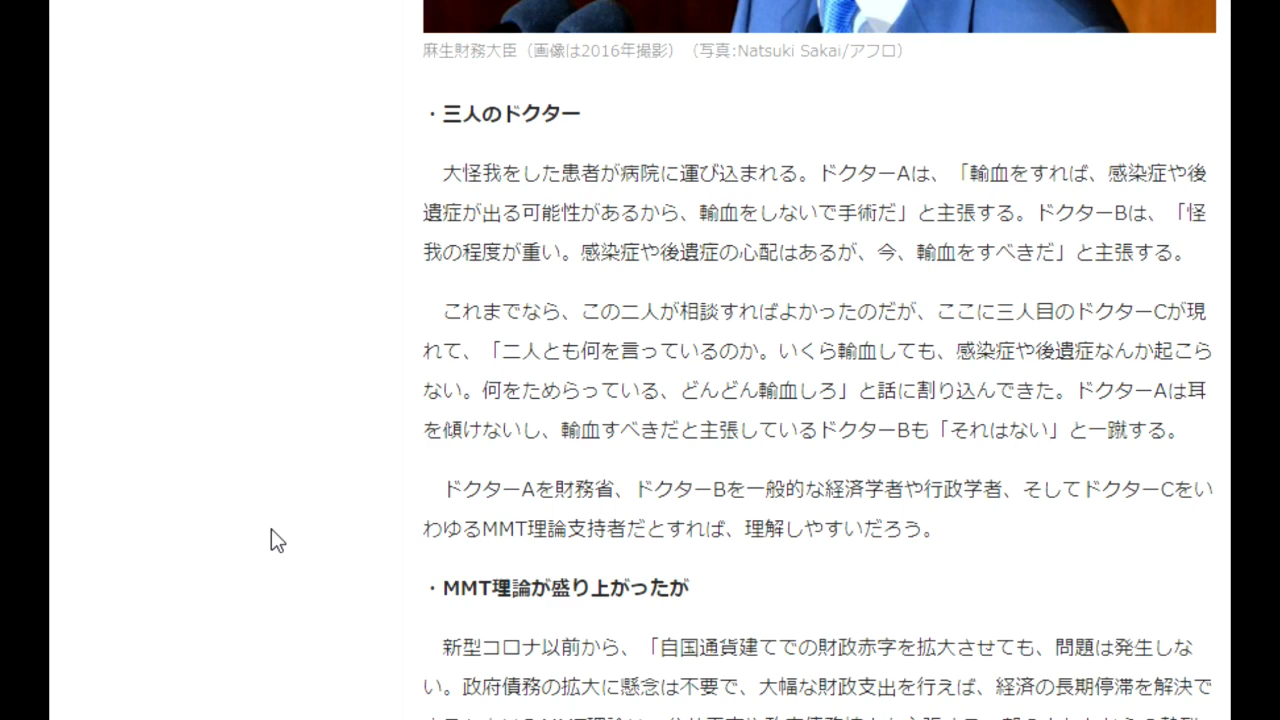 麻生財務大臣（画像は2016年撮影）（写真:Natsuki Sakai/アフロ）
・三人のドクター
大怪我をした患者が病院に運び込まれる。ドクターAは、「輸血をすれば、感染症や後
遺症が出る可能性があるから、輸血をしないで手術だ」と主張する。ドクターBは、「怪
我の程度が重い。感染症や後遺症の心配はあるが、今、輸血をすべきだ」と主張する。
これまでなら、この二人が相談すればよかったのだが、ここに三人目のドクターCが現
れて、「二人とも何を言っているのか。いくら輸血しても、感染症や後遺症なんか起こら
ない。何をためらっている、どんどん輸血しろ」と話に割り込んできた。ドクターAは耳
を傾けないし、輸血すべきだと主張しているドクターBも「それはない」と一蹴する。
ドクターAを財務省、ドクターBを一般的な経済学者や行政学者、そしてドクターCをい
わゆるMMT理論支持者だとすれば、理解しやすいだろう。
・MMT理論が盛り上がったが
新型コロナ以前から、「自国通貨建てでの財政赤字を拡大させても、問題は発生しな
い。政府債務の拡大に懸念は不要で、大幅な財政支出を行えば、経済の長期停滞を解決で